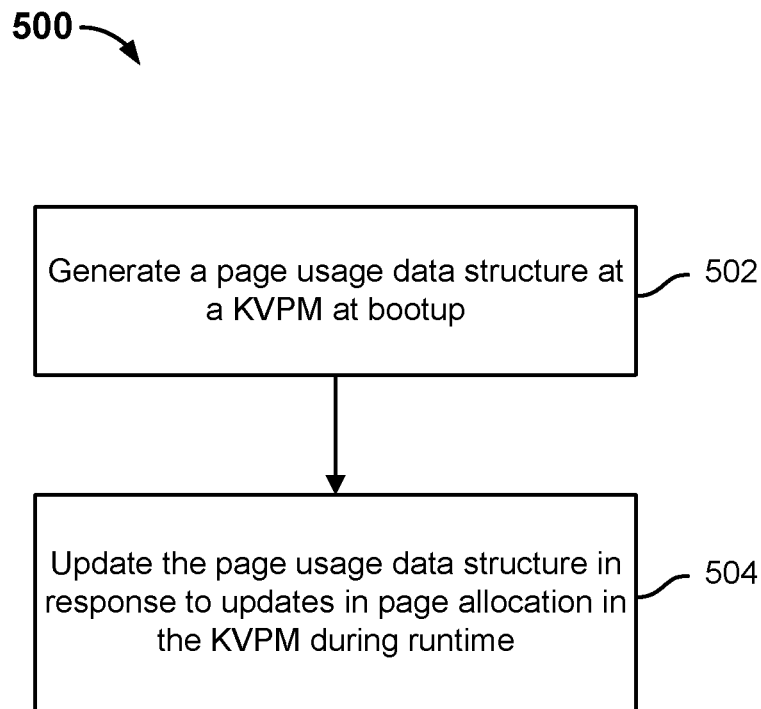 500
Generate a page usage data structure at
a KVPM at bootup
502
Update the page usage data structure in
response to updates in page allocation in
the KVPM during runtime
504